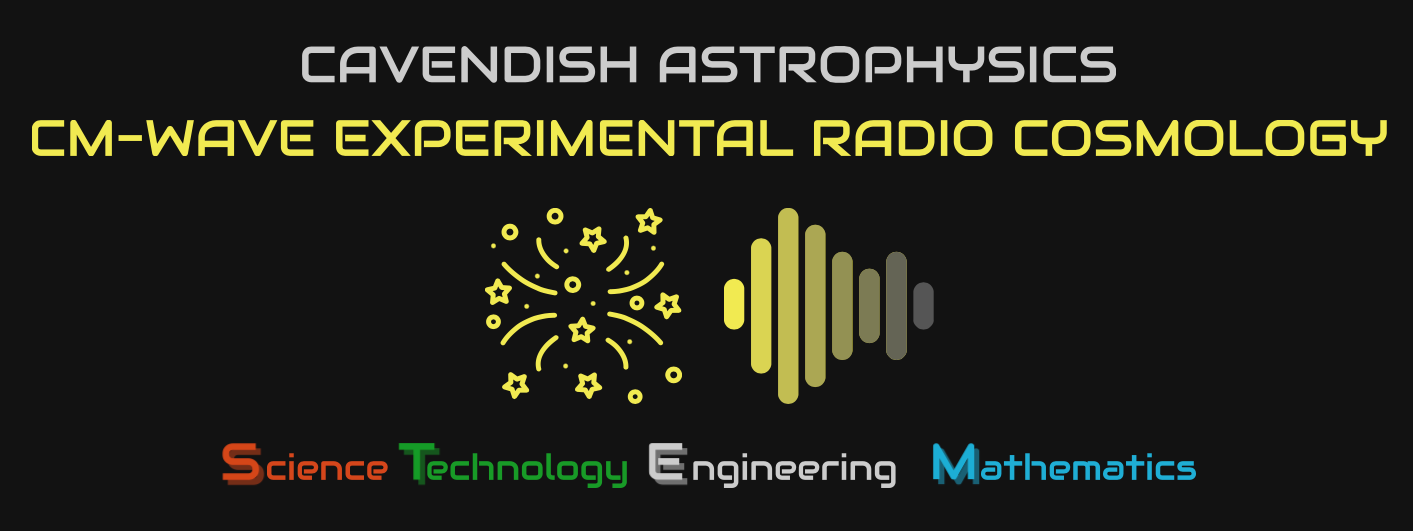 CAVENDISH ASTROPHYSICS
CM-WAVE EXPERIMENTAL RADIO COSMOLOGY
Science Technology Engineering Mathematics